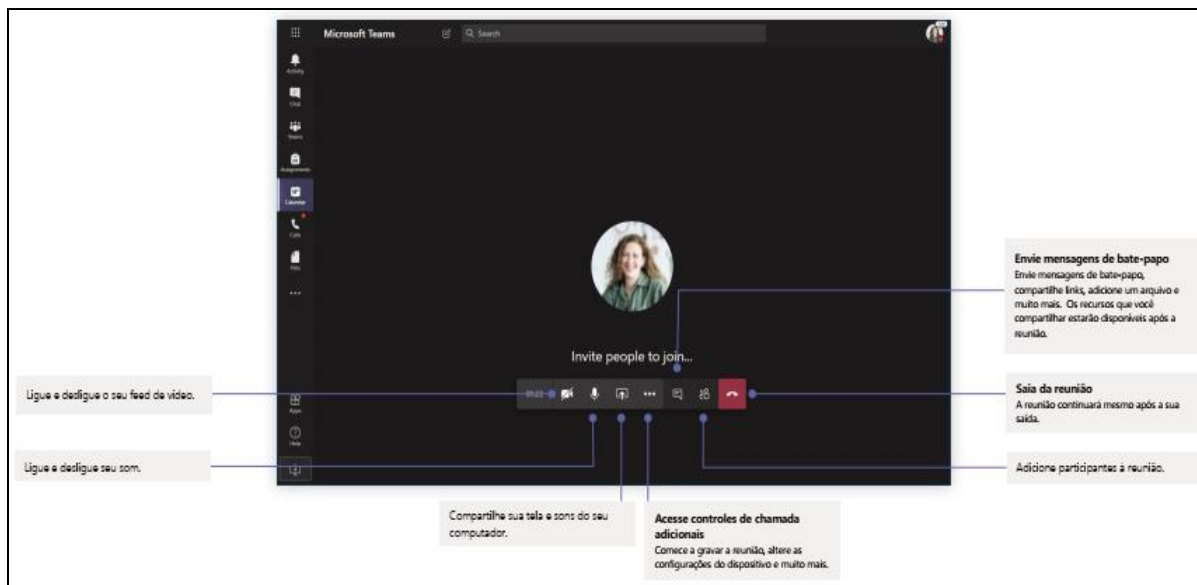 Microsoft Teams
Search
Activity
Chat
Teams
Assignments
Calendar
Calls
Files
Apps
Help
Invite people to join...
Envie mensagens de bate-papo
Envie mensagens de bate-papo,
compartilhe links, adicione um arquivo e
muito mais. Os recursos que você
compartilhar estarão disponíveis após a
reunião.
Ligue e desligue o seu feed de vídeo.
Saia da reunião
A reunião continuará mesmo após a sua
saída.
Ligue e desligue seu som.
Adicione participantes à reunião.
Compartilhe sua tela e sons do seu
computador.
Acesse controles de chamada
adicionais
Comece a gravar a reunião, altere as
configurações do dispositivo e muito mais.